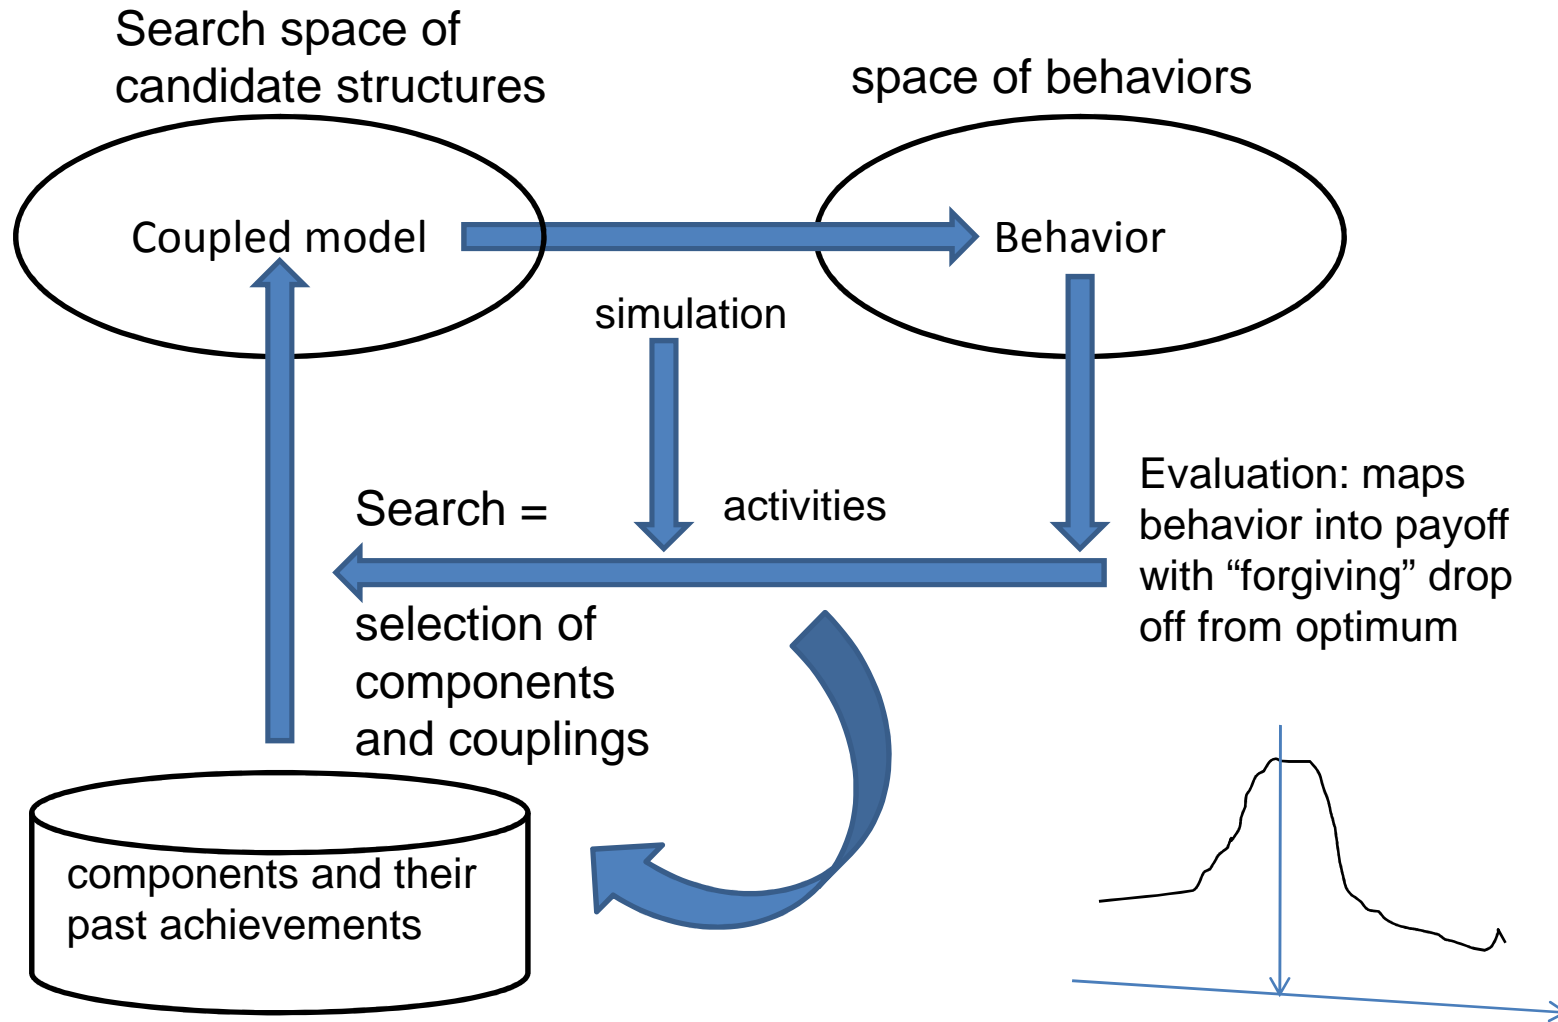 Search space of
candidate structures
space of behaviors
Coupled model
Behavior
simulation
Search =
activities
Evaluation: maps
behavior into payoff
with “forgiving” drop
off from optimum
selection of
components
and couplings
components and their
past achievements